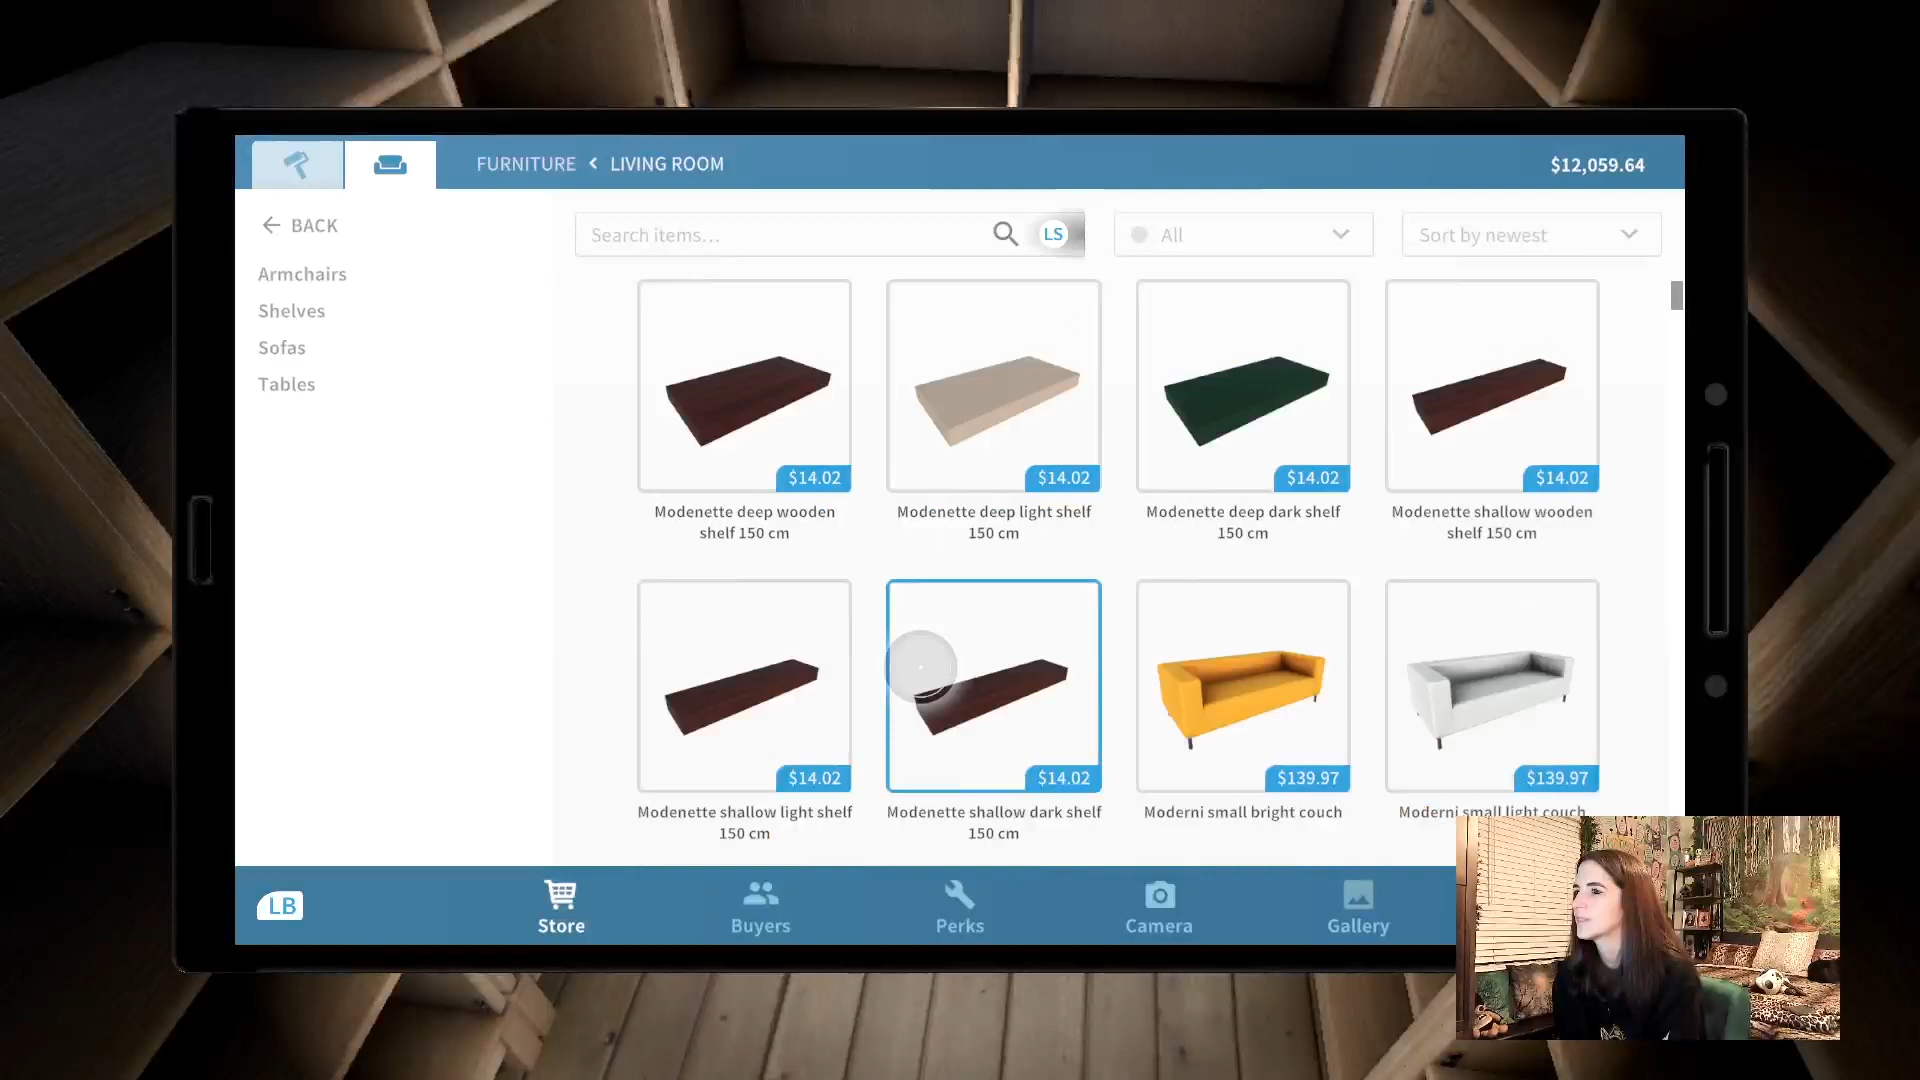 FURNITURE < LIVING ROOM
$12,059.64
BACK
Search items...
LS
All
Sort by newest
Armchairs
Shelves
Sofas
Tables
$14.02
$14.02
$14.02
$14.02
Modenette deep wooden
shelf 150 cm
Modenette deep light shelf
150 cm
Modenette deep dark shelf
150 cm
Modenette shallow wooden
shelf 150 cm
$14.02
$14.02
$139.97
$139.97
Modenette shallow light shelf
150 cm
Modenette shallow dark shelf
150 cm
Moderni small bright couch
Moderni small light couch
LB
Store
Buyers
Perks
Camera
Gallery